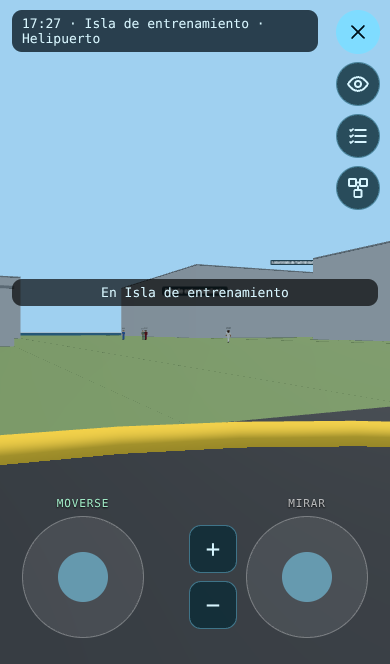 17:27 · Isla de entrenamiento ·
Helipuerto
En Isla de entrenamiento
MOVERSE
MIRAR
+
−